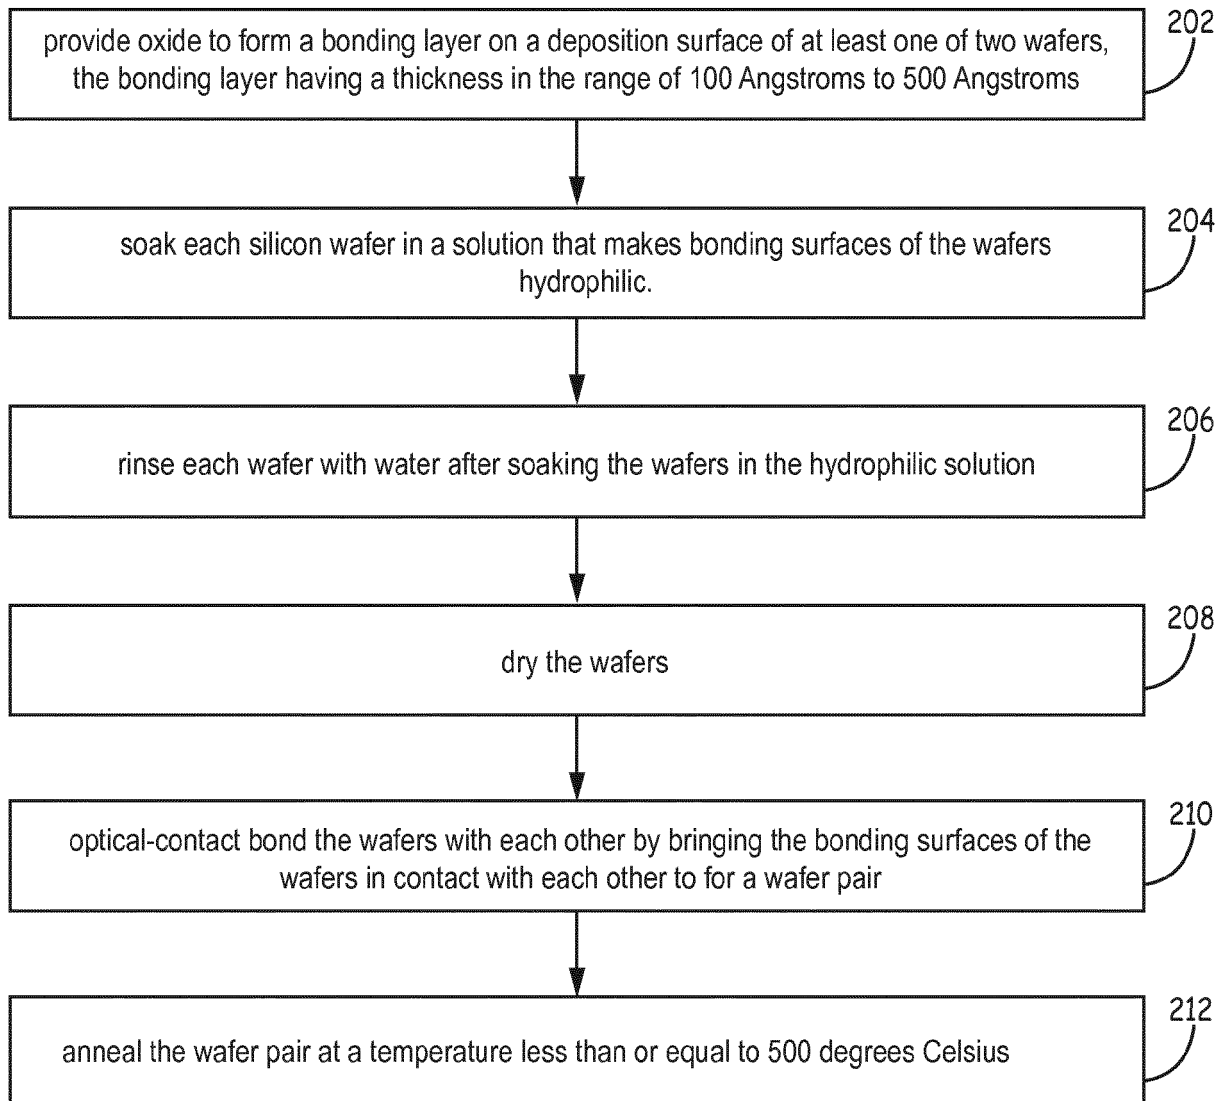 provide oxide to form a bonding layer on a deposition surface of at least one of two wafers,
the bonding layer having a thickness in the range of 100 Angstroms to 500 Angstroms
202
soak each silicon wafer in a solution that makes bonding surfaces of the wafers
hydrophilic.
204
rinse each wafer with water after soaking the wafers in the hydrophilic solution
206
dry the wafers
208
optical-contact bond the wafers with each other by bringing the bonding surfaces of the
wafers in contact with each other to for a wafer pair
210
anneal the wafer pair at a temperature less than or equal to 500 degrees Celsius
212